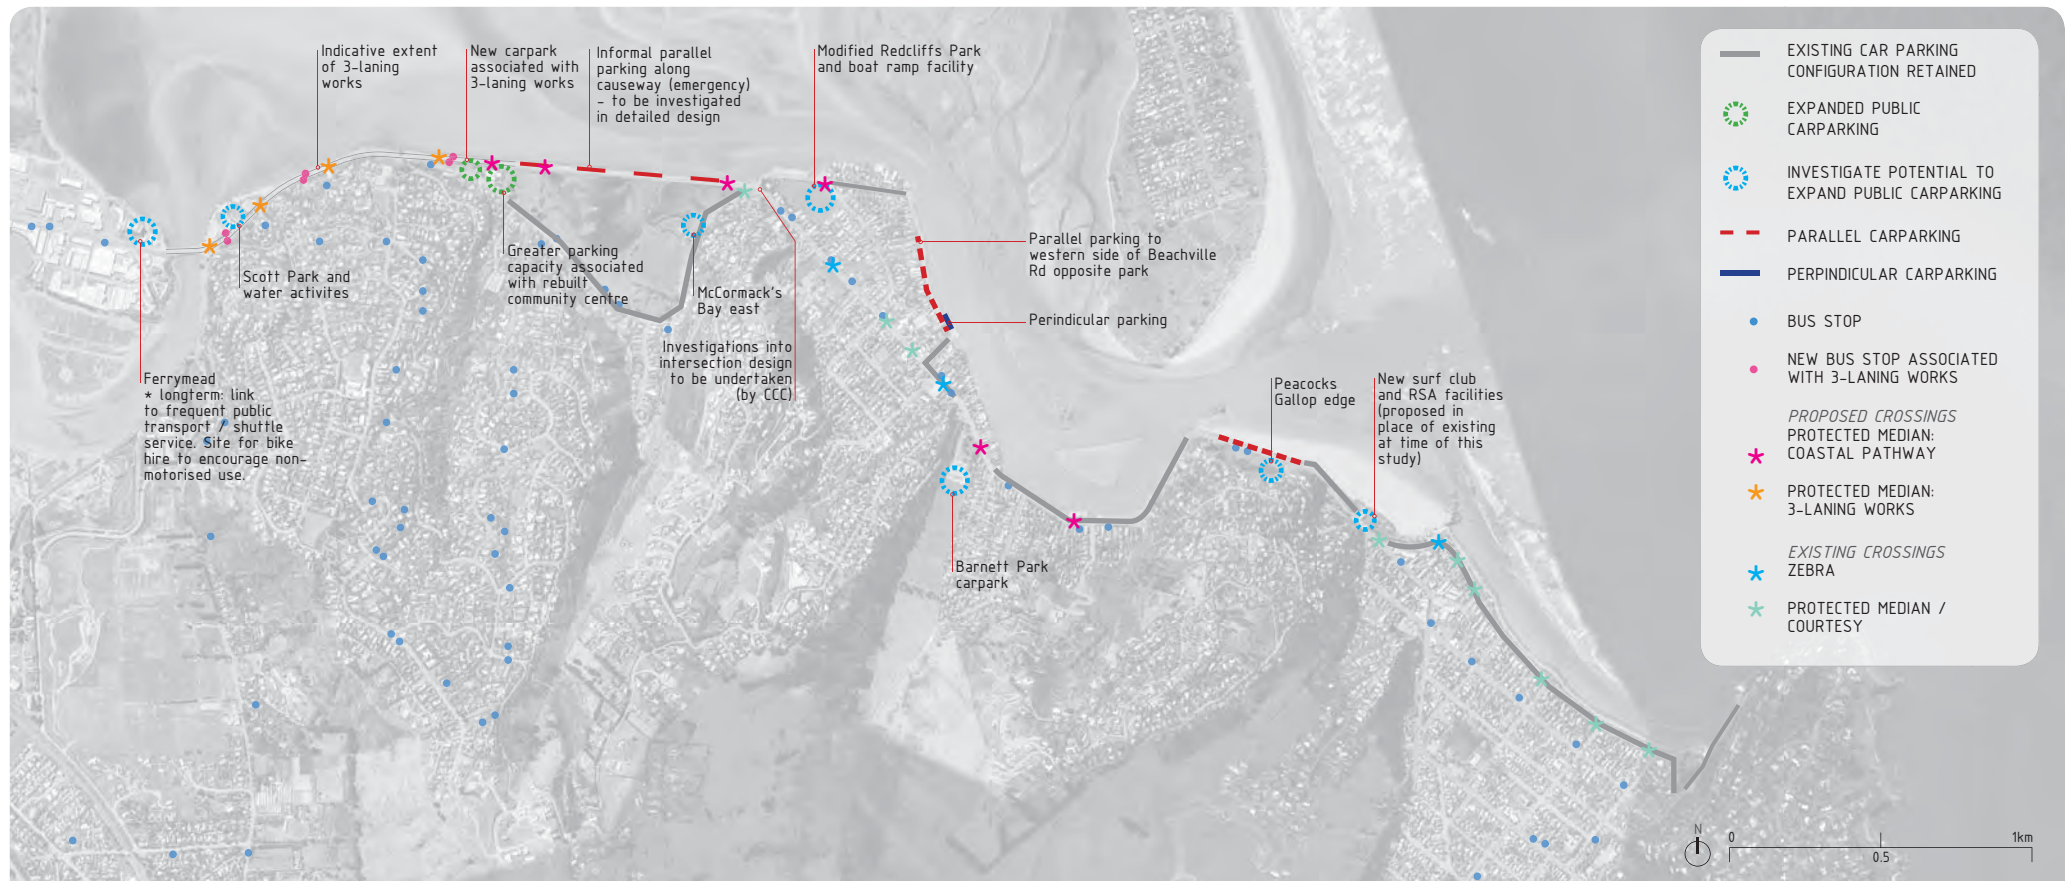 Indicative extent
of 3-laning
works
New carpark
associated with
3-laning works
Informal parallel
parking along
causeway (emergency)
- to be investigated
in detailed design
Modified Redcliffs Park
and boat ramp facility
Scott Park and
water activites
Greater parking
capacity associated
with rebuilt
community centre
McCormack's
Bay east
Parallel parking to
western side of Beachville
Rd opposite park
Perindicular parking
Investigations into
intersection design
to be undertaken
(by CCC)
Ferrymead
* longterm: link
to frequent public
transport / shuttle
service. Site for bike
hire to encourage non-
motorised use.
Peacocks
Gallop edge
New surf club
and RSA facilities
(proposed in
place of existing
at time of this
study)
Barnett Park
carpark
EXISTING CAR PARKING
CONFIGURATION RETAINED
EXPANDED PUBLIC
CARPARKING
INVESTIGATE POTENTIAL TO
EXPAND PUBLIC CARPARKING
PARALLEL CARPARKING
PERPINDICULAR CARPARKING
BUS STOP
NEW BUS STOP ASSOCIATED
WITH 3-LANING WORKS
PROPOSED CROSSINGS
PROTECTED MEDIAN:
COASTAL PATHWAY
PROTECTED MEDIAN:
3-LANING WORKS
EXISTING CROSSINGS
ZEBRA
PROTECTED MEDIAN /
COURTESY
N
0
1km
0.5